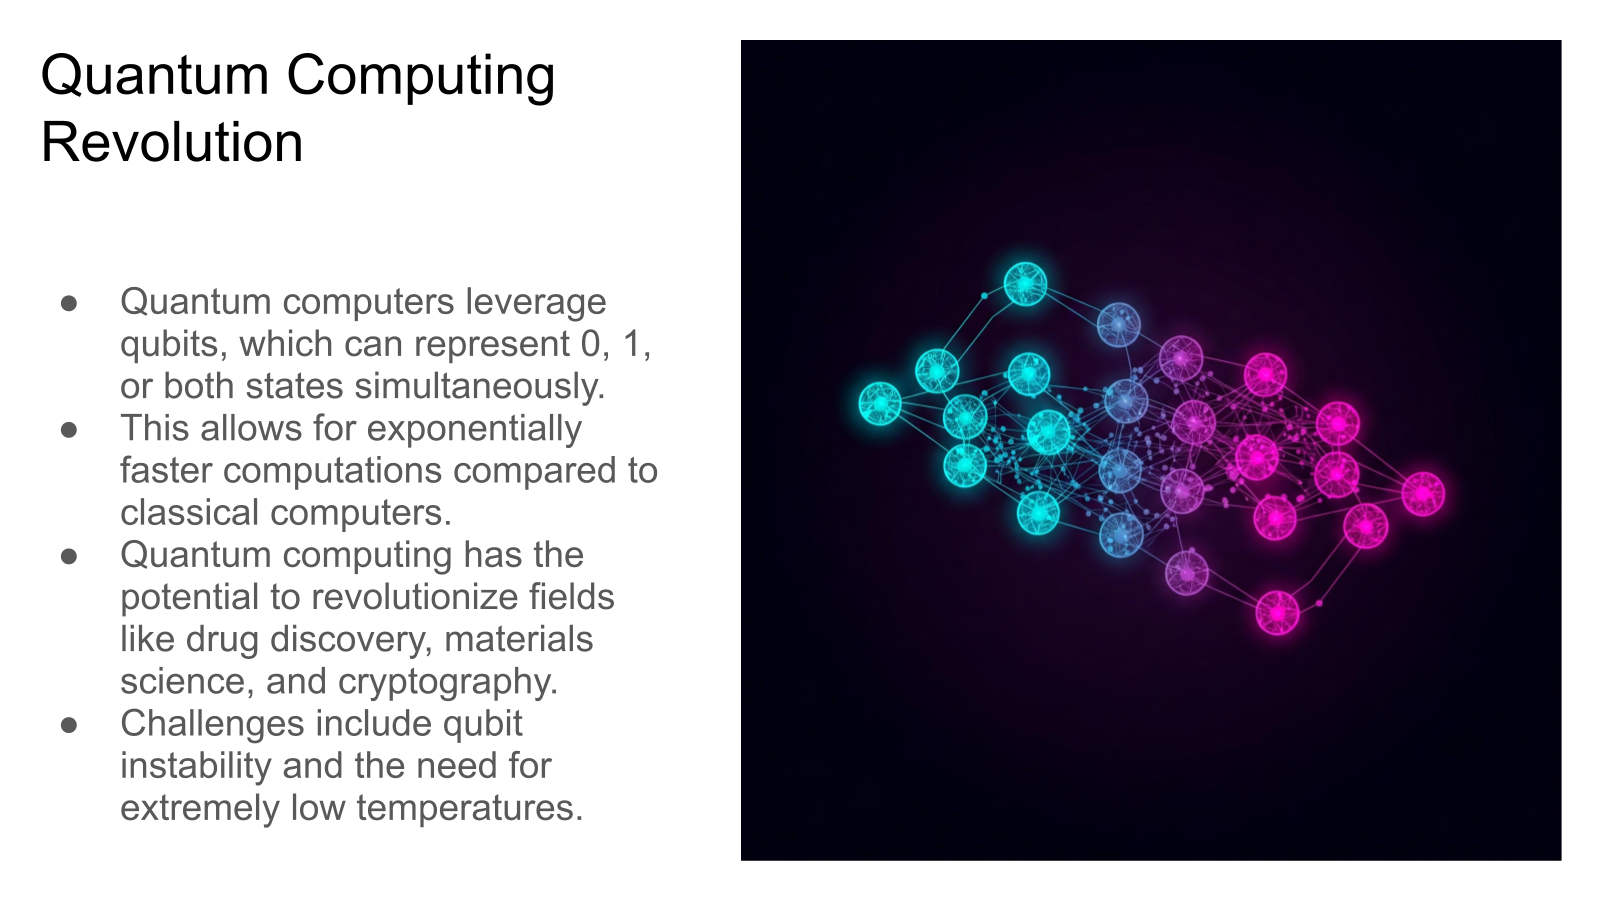 Quantum Computing
Revolution
● Quantum computers leverage
qubits, which can represent 0, 1,
or both states simultaneously.
● This allows for exponentially
faster computations compared to
classical computers.
● Quantum computing has the
potential to revolutionize fields
like drug discovery, materials
science, and cryptography.
● Challenges include qubit
instability and the need for
extremely low temperatures.